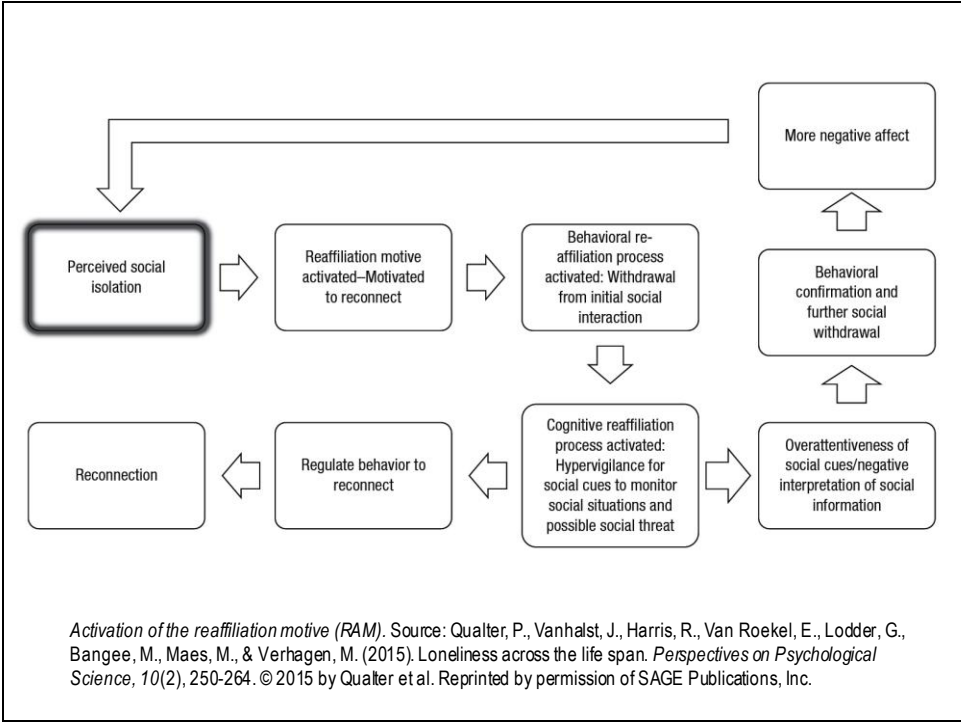 More negative affect
Perceived social
isolation
Reaffiliation motive
activated–Motivated
to reconnect
Behavioral re-
affiliation process
activated: Withdrawal
from initial social
interaction
Behavioral
confirmation and
further social
withdrawal
Reconnection
Regulate behavior to
reconnect
Cognitive reaffiliation
process activated:
Hypervigilance for
social cues to monitor
social situations and
possible social threat
Overattentiveness of
social cues/negative
interpretation of social
information
Activation of the reaffiliation motive (RAM). Source: Qualter, P., Vanhalst, J., Harris, R., Van Roekel, E., Lodder, G.,
Bangee, M., Maes, M., & Verhagen, M. (2015). Loneliness across the life span. Perspectives on Psychological
Science, 10(2), 250-264. © 2015 by Qualter et al. Reprinted by permission of SAGE Publications, Inc.